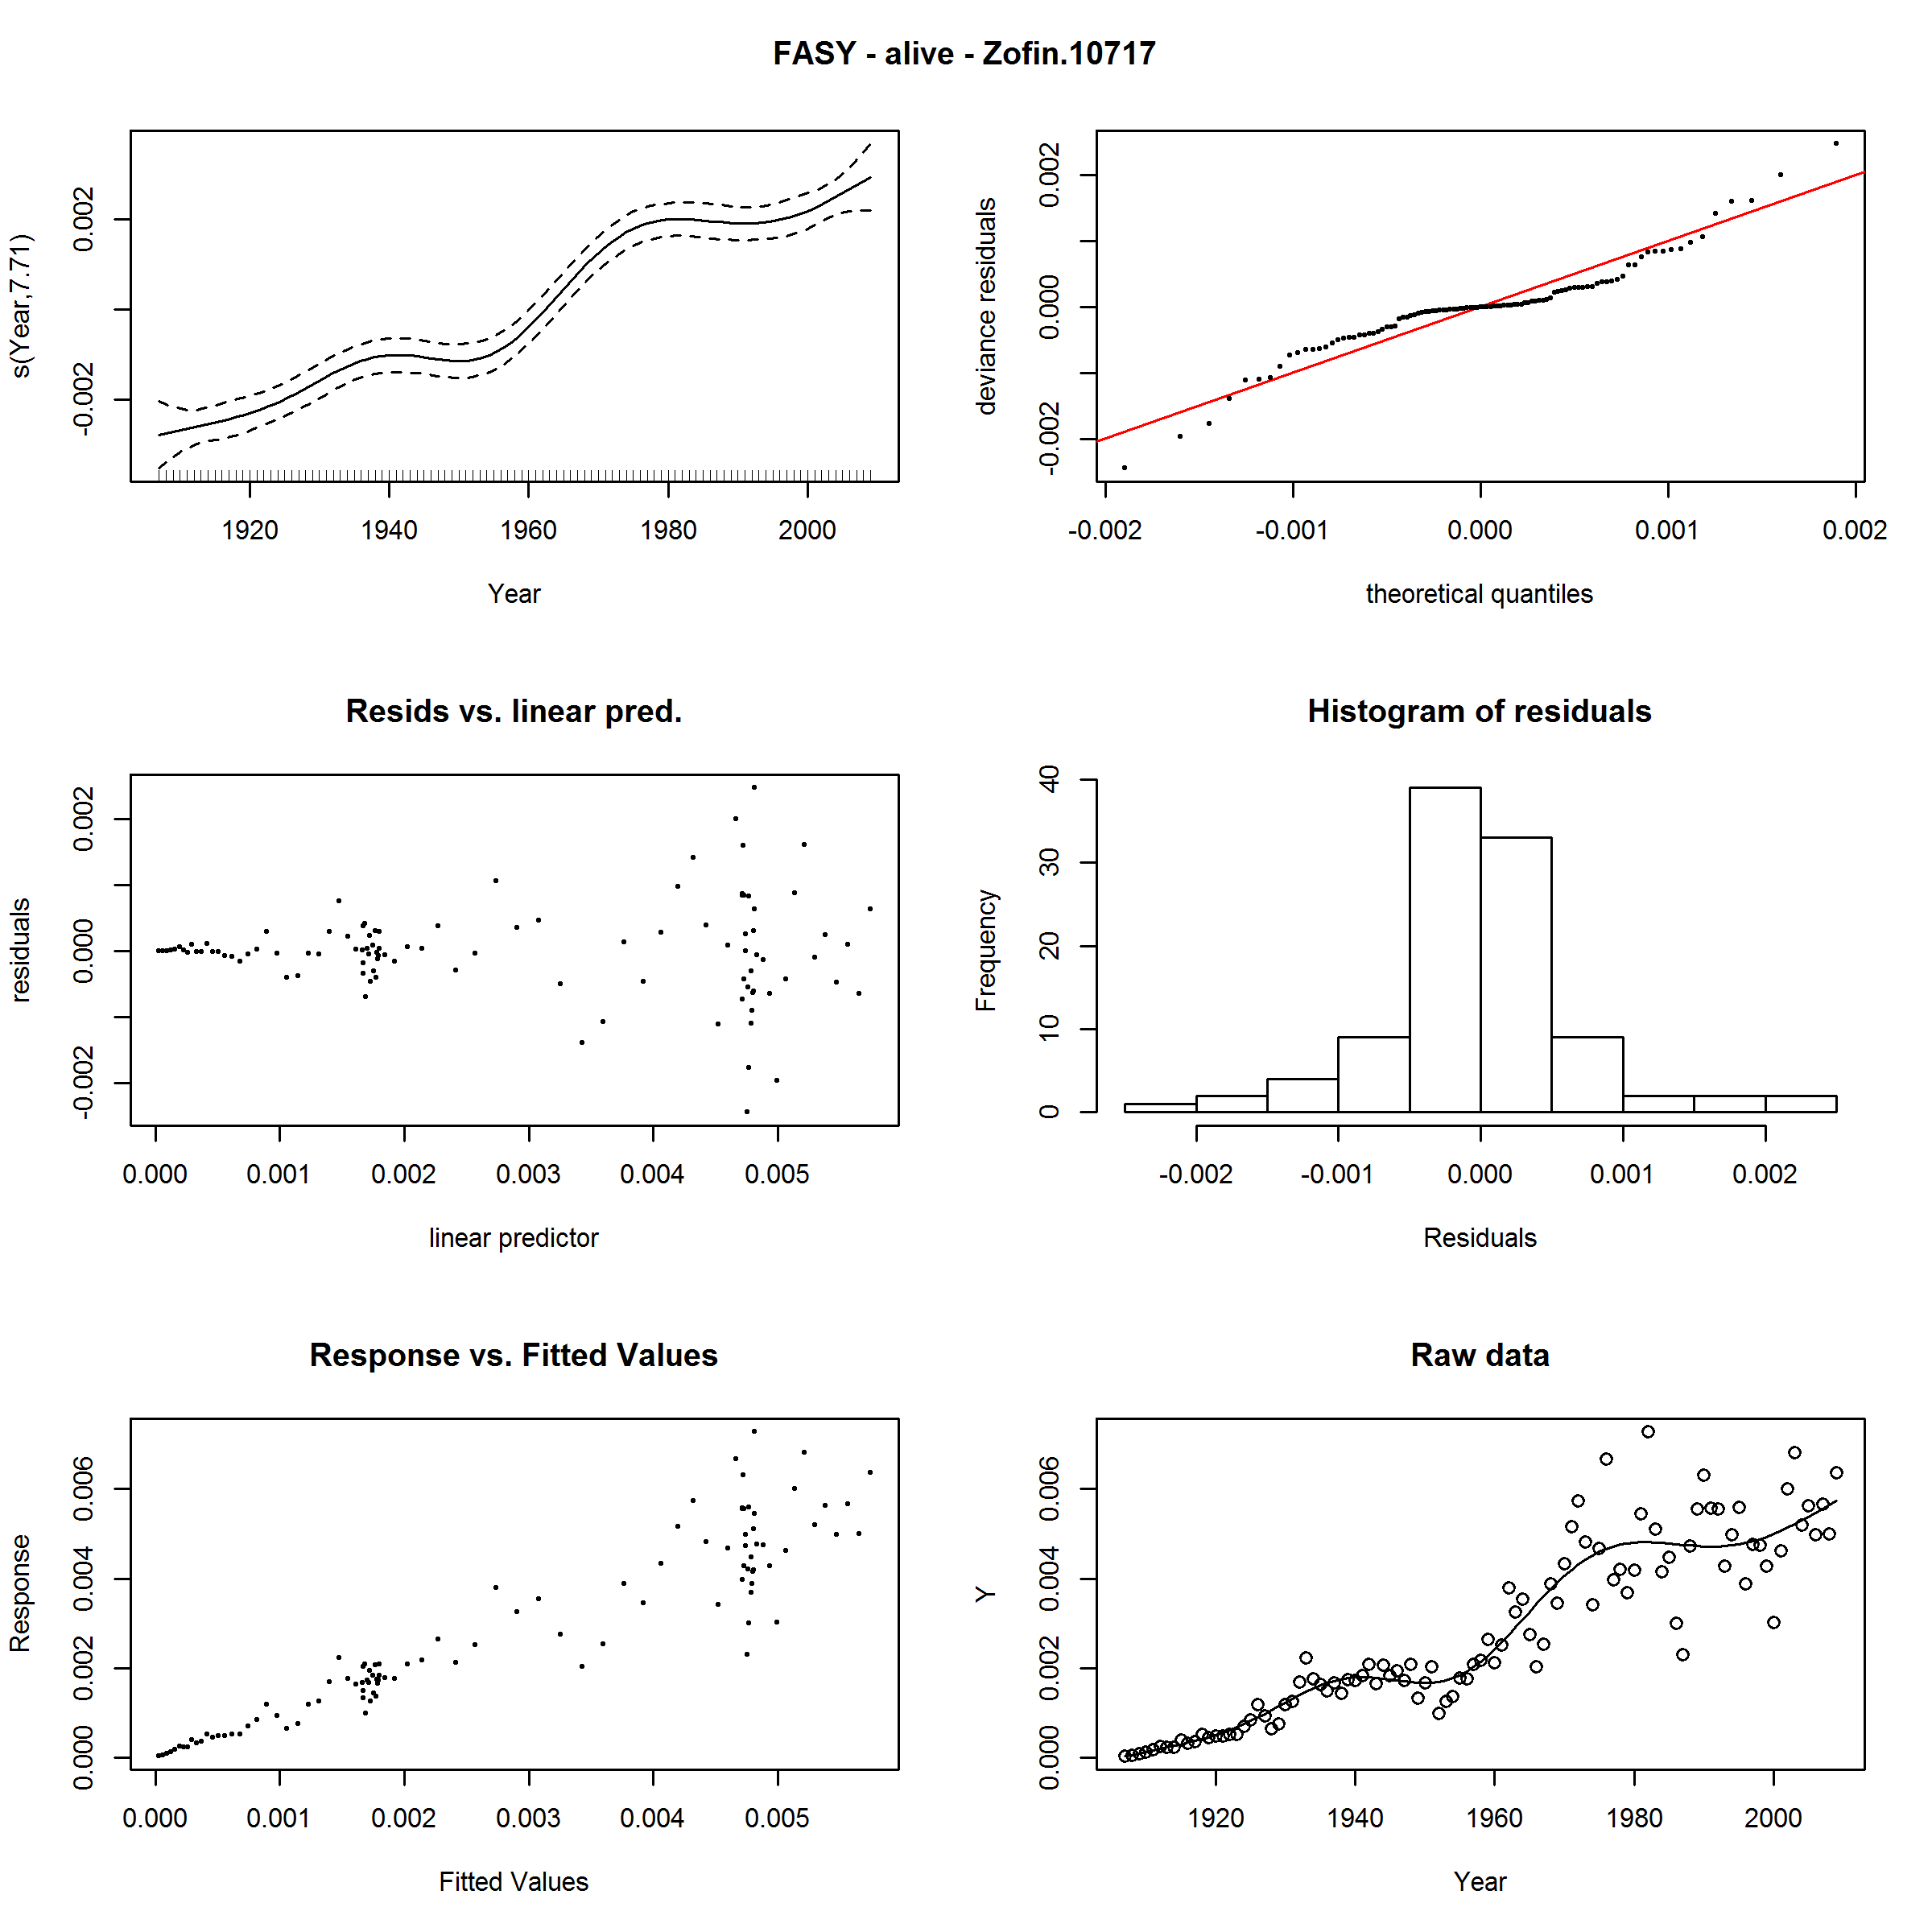 FASY - alive - Zofin.10717
s(Year,7.71)
-0.002
0.002
1920 1940 1960 1980 2000
Year
deviance residuals
-0.002 0.000 0.002
-0.002 -0.001 0.000 0.001 0.002
theoretical quantiles
Resids vs. linear pred.
residuals
-0.002 0.000 0.002
0.000 0.001 0.002 0.003 0.004 0.005
linear predictor
Histogram of residuals
Frequency
0 10 20 30 40
-0.002 -0.001 0.000 0.001 0.002
Residuals
Response vs. Fitted Values
Response
0.000 0.002 0.004 0.006
0.000 0.001 0.002 0.003 0.004 0.005
Fitted Values
Raw data
Y
0.000 0.002 0.004 0.006
1920 1940 1960 1980 2000
Year